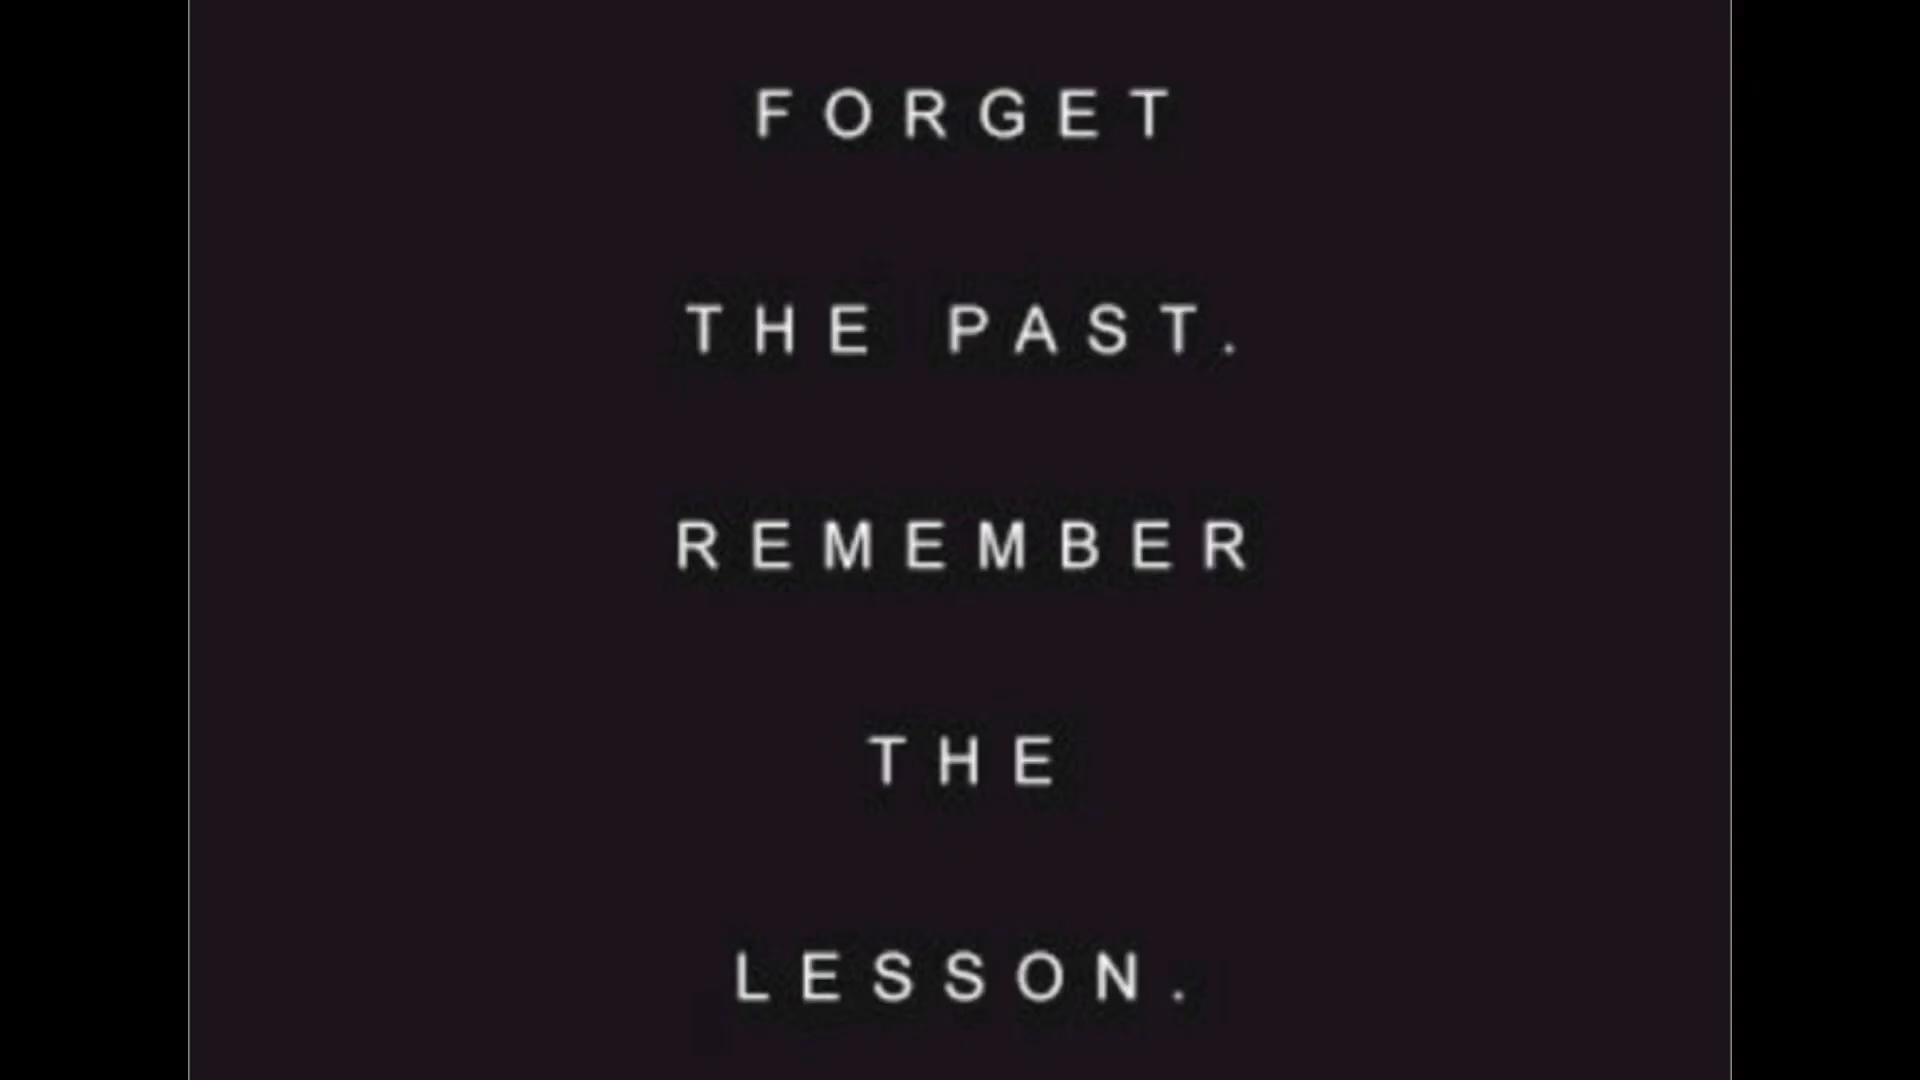 FORGET
THE PAST.
REMEMBER
THE
LESSON.